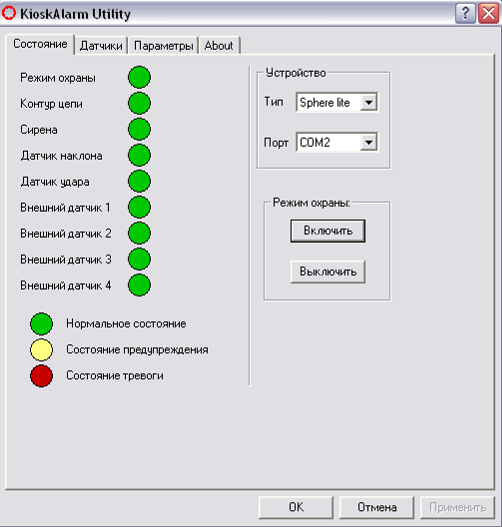 KioskAlarm Utility
Состояние Датчики Параметры About
Режим охраны
Контур цепи
Сирена
Датчик наклона
Датчик удара
Внешний датчик 1
Внешний датчик 2
Внешний датчик 3
Внешний датчик 4
Нормальное состояние
Состояние предупреждения
Состояние тревоги
Устройство
Тип Sphere lite
Порт COM2
Режим охраны:
Включить
Выключить
OK Отмена Применить